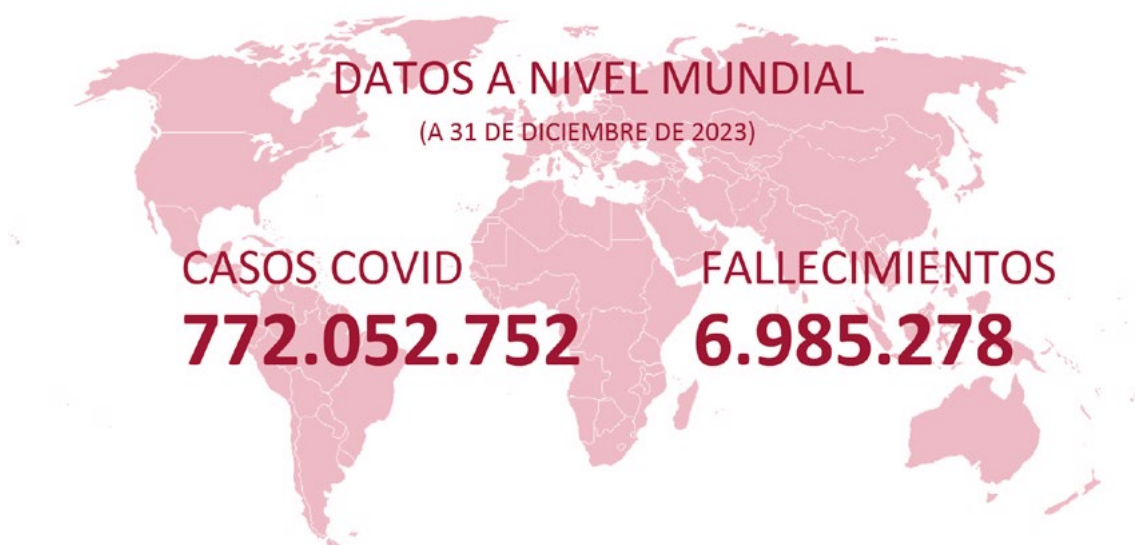 DATOS A NIVEL MUNDIAL
(A 31 DE DICIEMBRE DE 2023)
CASOS COVID
772.052.752
FALLECIMIENTOS
6.985.278